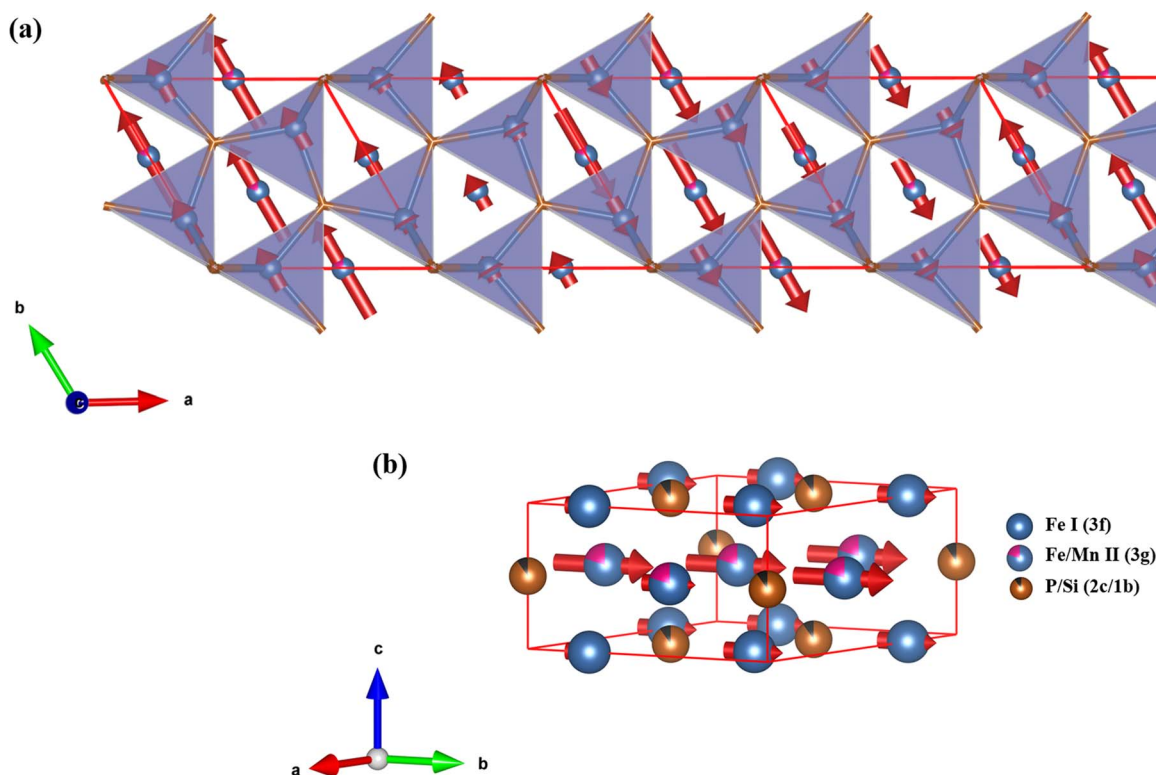 (a)
b
c
a
(b)
Fe I (3f)
Fe/Mn II (3g)
P/Si (2c/1b)
c
a
b